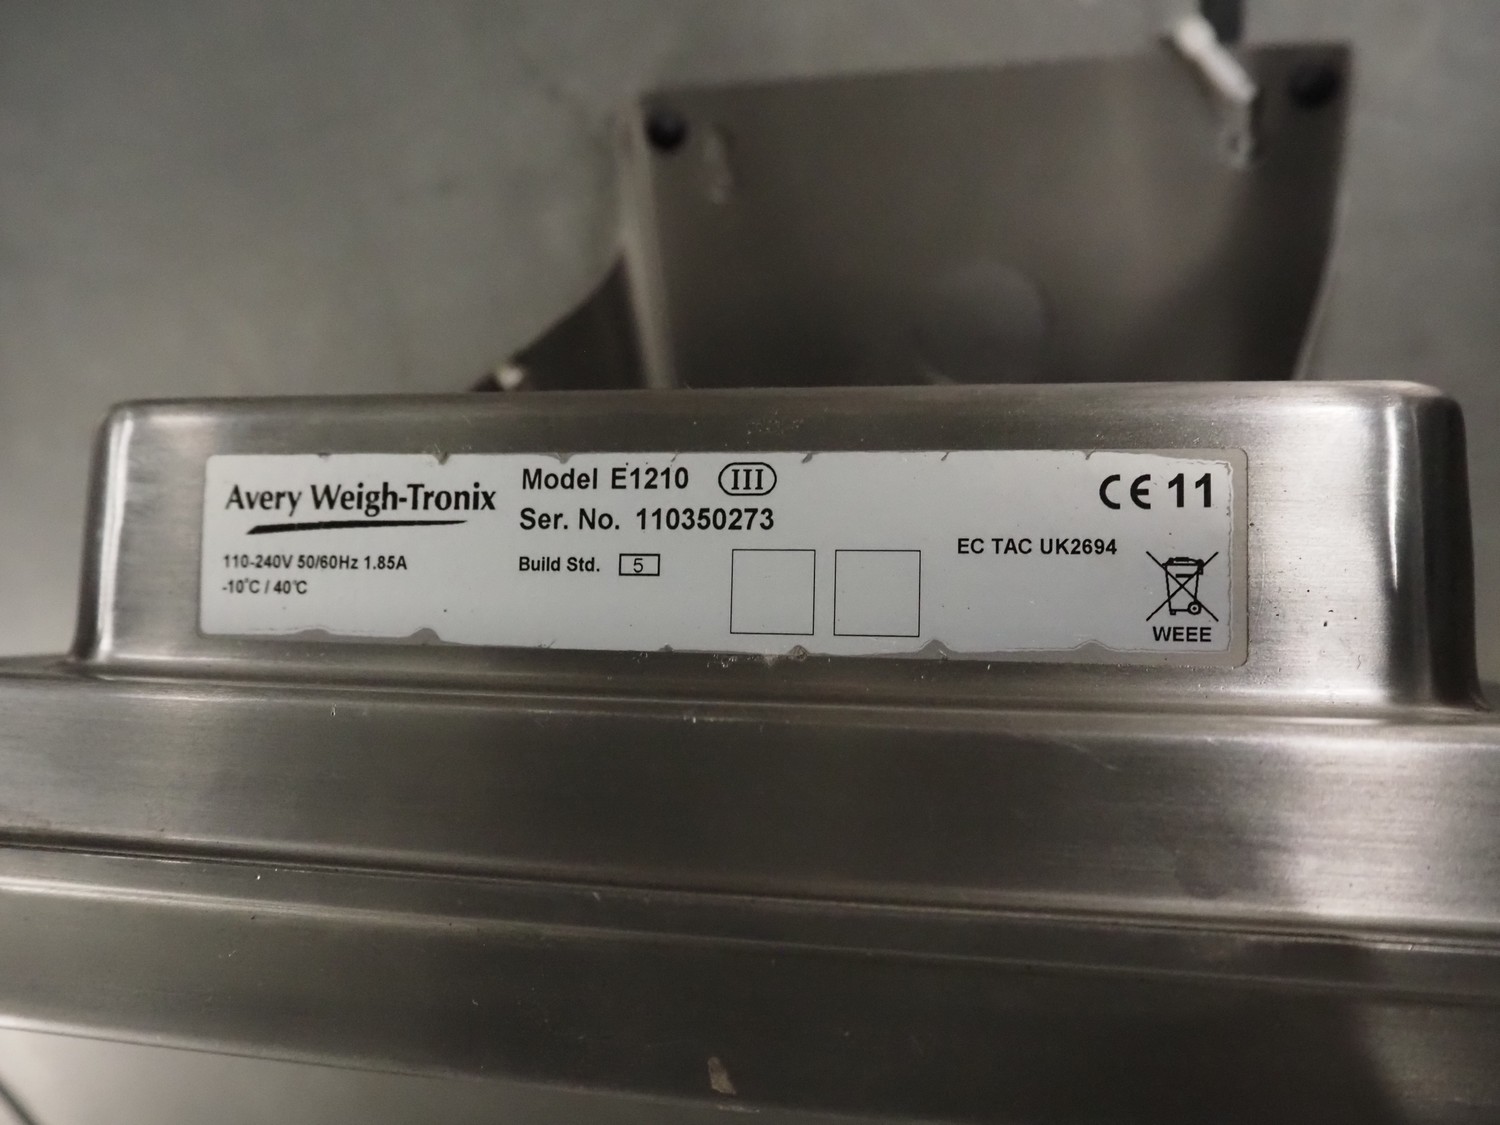 Avery Weigh-Tronix
110-240V 50/60Hz 1.85A
-10°C / 40°C
Model E1210 III
Ser. No. 110350273
Build Std. 5
CE 11
EC TAC UK2694
WEEE